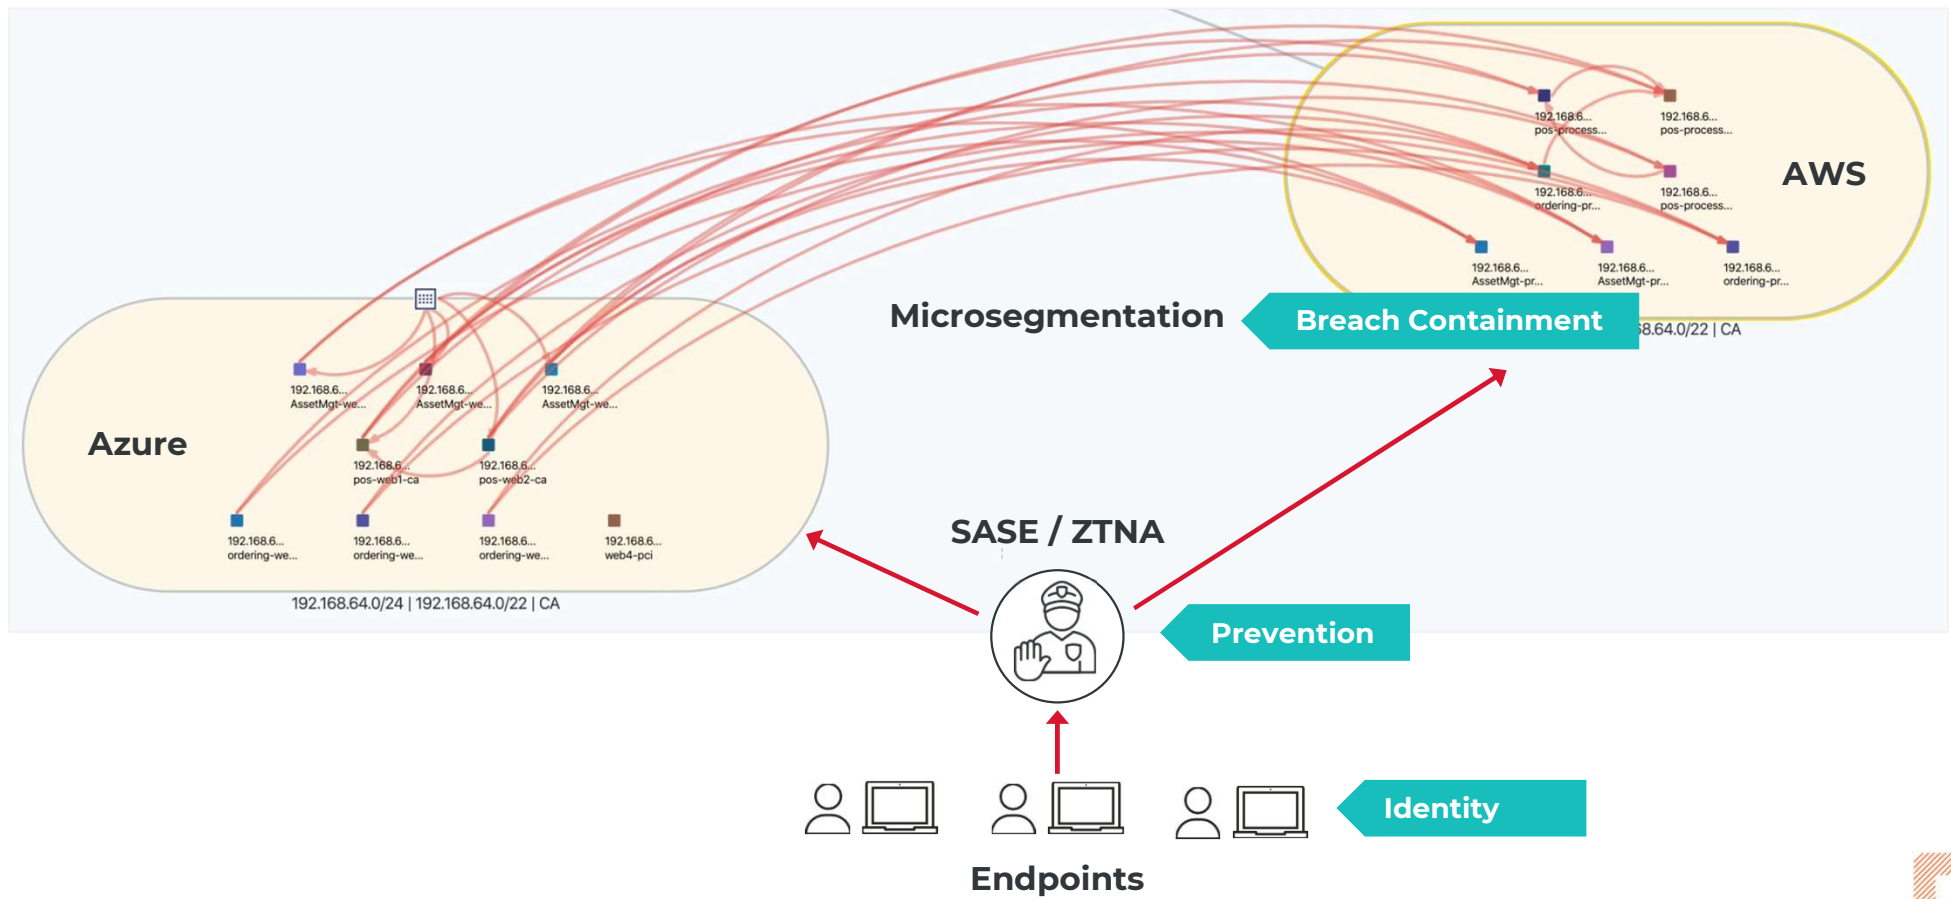 192.168.6...
pos-process...
192.168.6...
pos-process...
AWS
192.168.6...
ordering-pr...
192.168.6...
pos-process...
192.168.6...
AssetMgt-pr...
192.168.6...
AssetMgt-pr...
192.168.6...
ordering-pr...
Microsegmentation
Breach Containment
68.64.0/22 | CA
192.168.6...
AssetMgt-we...
192.168.6...
AssetMgt-we...
192.168.6...
AssetMgt-we...
Azure
192.168.6...
pos-web1-ca
192.168.6...
pos-web2-ca
192.168.6...
ordering-we...
192.168.6...
ordering-we...
192.168.6...
ordering-we...
192.168.6...
web4-pci
192.168.64.0/24 | 192.168.64.0/22 | CA
SASE / ZTNA
Prevention
Identity
Endpoints